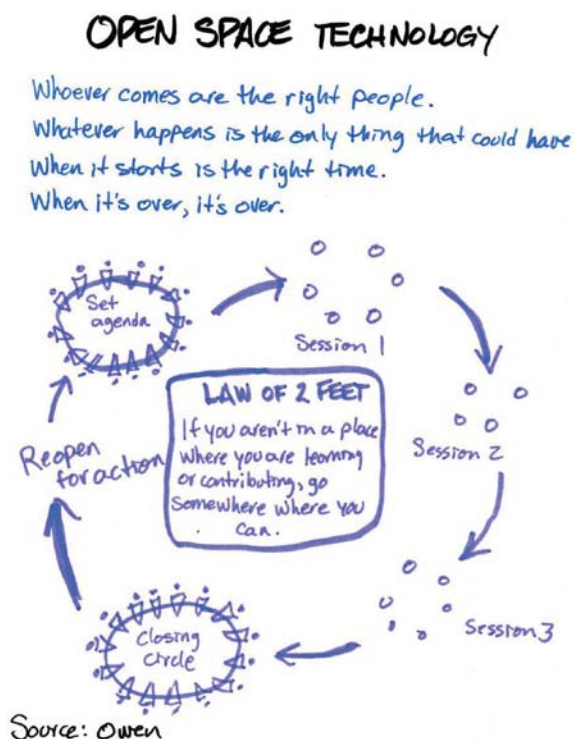 OPEN SPACE TECHNOLOGY
Whoever comes are the right people.
Whatever happens is the only thing that could have
When it starts is the right time.
When it's over, it's over.
Set
agenda
Session 1
LAW OF 2 FEET
If you aren't in a place
where you are learning
or contributing, go
somewhere where you
can.
Session 2
Reopen
for action
Session 3
Closing
Circle
Source: Owen